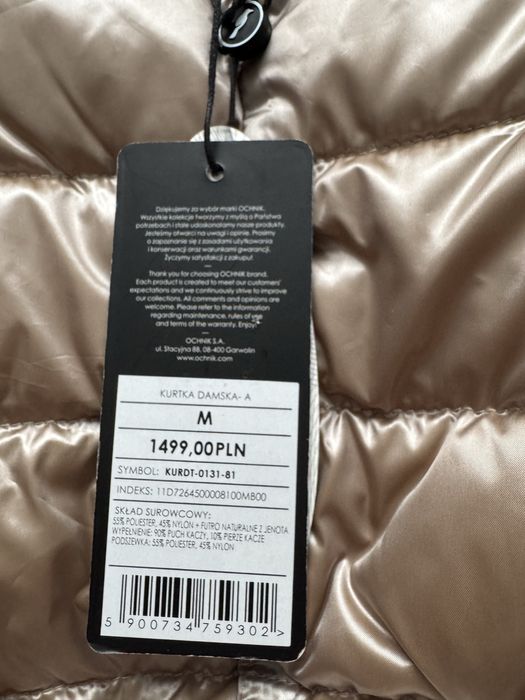 Dziękujemy za wybór marki OCHNIK.
Wszystkie kolekcje tworzymy z myślą o Państwa
potrzebach i stale udoskonalamy nasze produkty.
Jesteśmy otwarci na uwagi i opinie. Prosimy
o zapoznanie się z zasadami użytkowania
i konserwacji oraz warunkami gwarancji.
Życzymy satysfakcji z zakupu!
Thank you for choosing OCHNIK brand.
Each product is created to meet our customers'
expectations and we continuously strive to improve
our collections. All comments and opinions are
welcome. Please refer to the information
regarding maintenance, rules of use
and terms of the warranty. Enjoy!
OCHNIK S.A.
ul. Stacyjna 88, 08-400 Garwolin
www.ochnik.com
KURTKA DAMSKA- A
M
1499,00PLN
SYMBOL: KURDT-0131-81
INDEKS: 11D7264500008100MB00
SKŁAD SUROWCOWY:
55% POLIESTER, 45% NYLON + FUTRO NATURALNE Z JENOTA
WYPEŁNIENIE: 90% PUCH KACZY, 10% PIERZE KACZE
PODSZEWKA: 55% POLIESTER, 45% NYLON
5 900734 759302 >